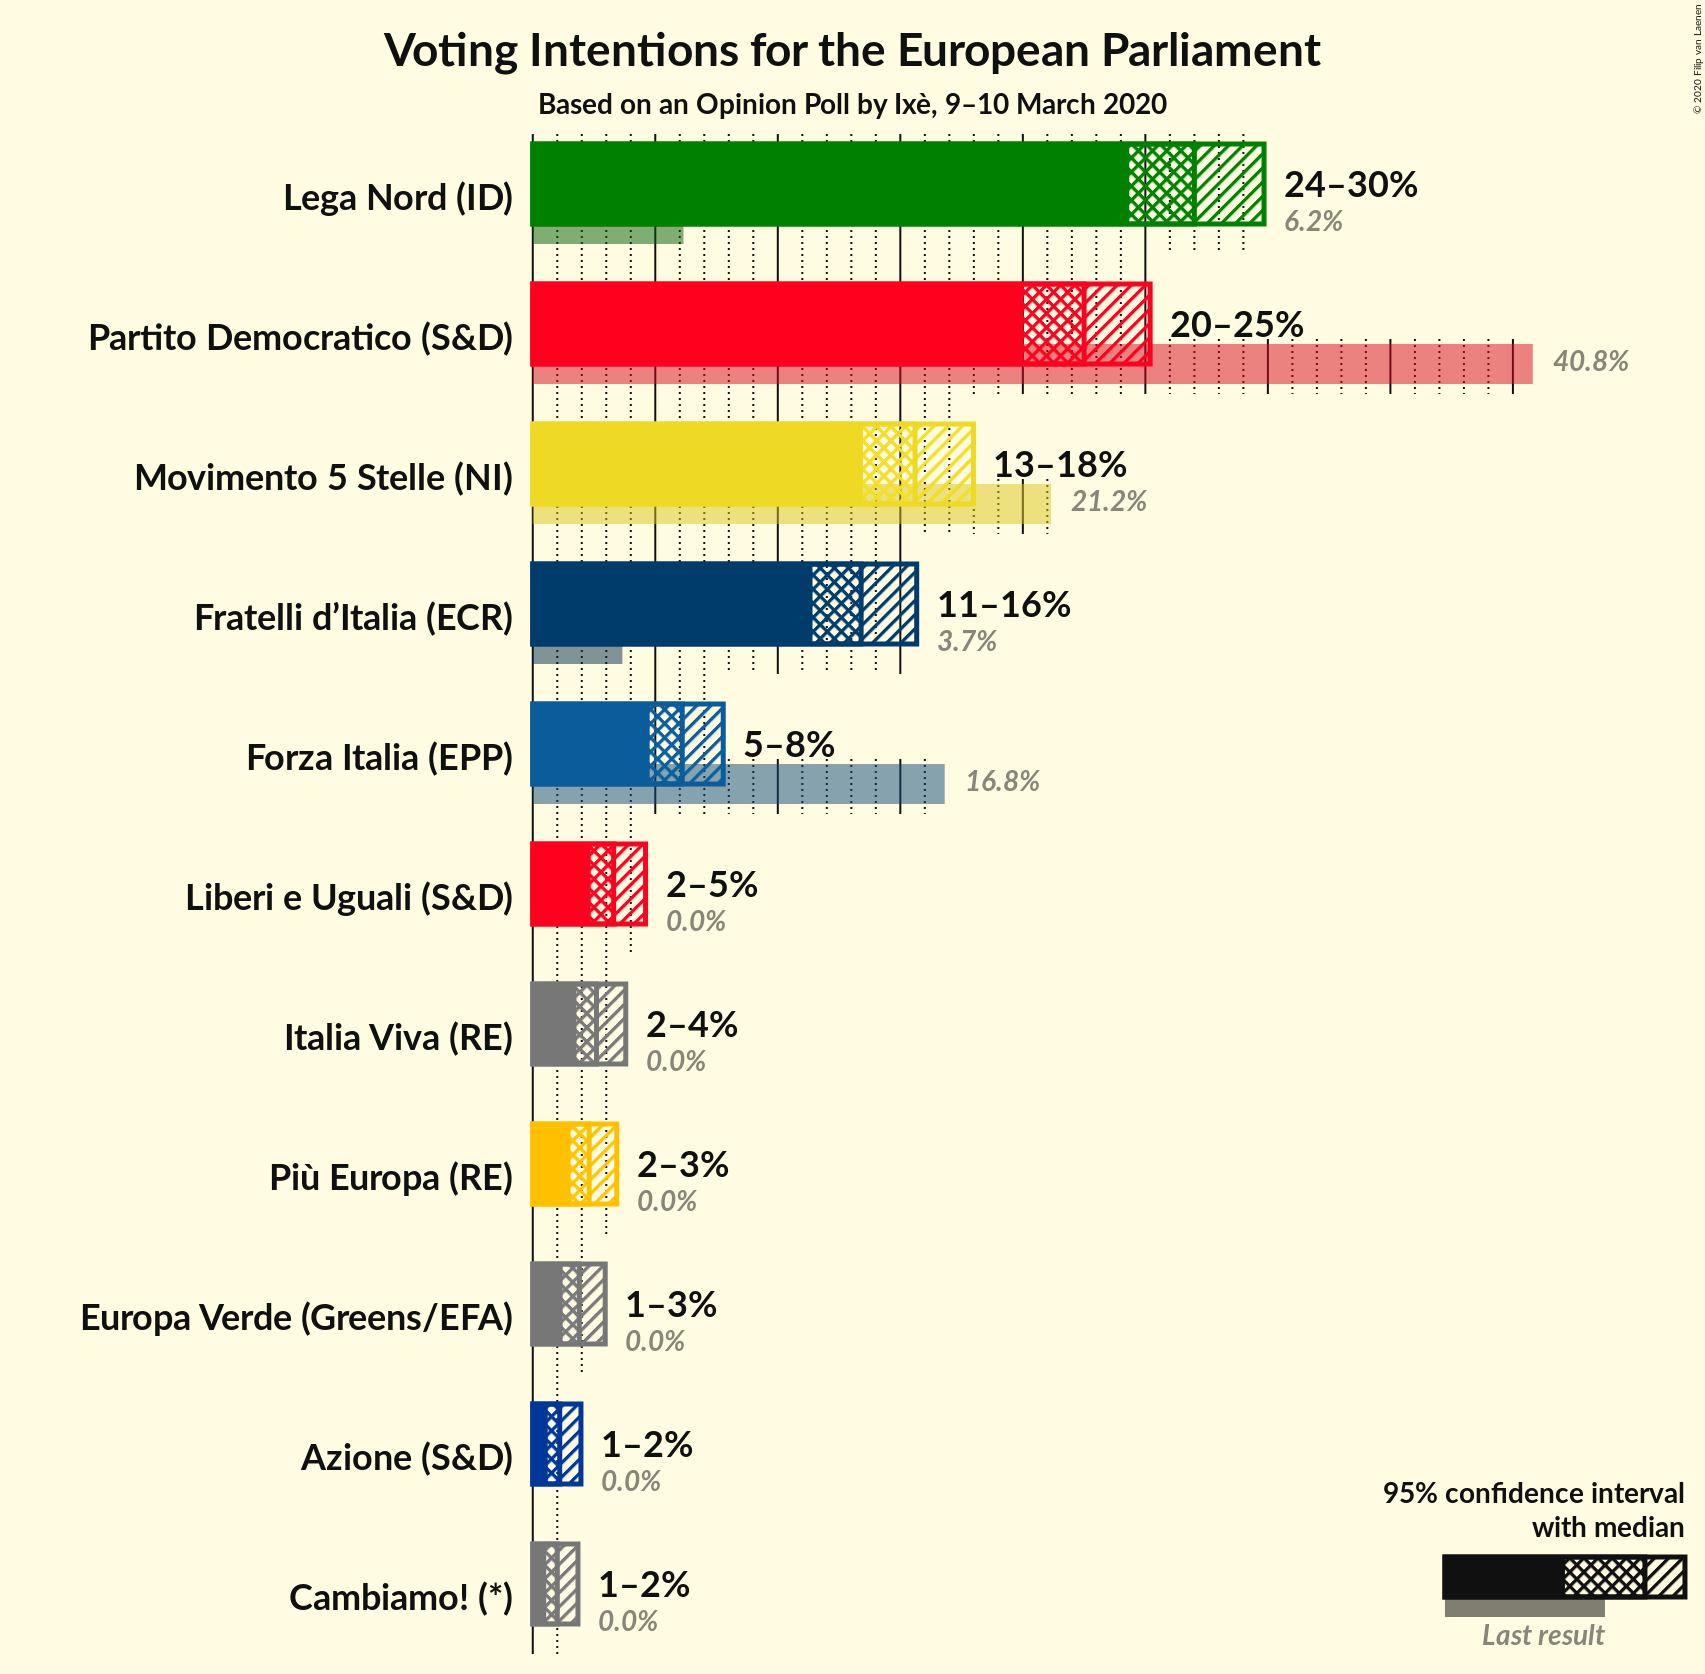 Voting Intentions for the European Parliament
Based on an Opinion Poll by Ixè, 9–10 March 2020
© 2020 Filip van Laenen
Lega Nord (ID)
24–30%
6.2%
Partito Democratico (S&D)
20–25%
40.8%
Movimento 5 Stelle (NI)
13–18%
21.2%
Fratelli d’Italia (ECR)
11–16%
3.7%
Forza Italia (EPP)
5–8%
16.8%
Liberi e Uguali (S&D)
2–5%
0.0%
Italia Viva (RE)
2–4%
0.0%
Più Europa (RE)
2–3%
0.0%
Europa Verde (Greens/EFA)
1–3%
0.0%
Azione (S&D)
1–2%
0.0%
Cambiamo! (*)
1–2%
0.0%
95% confidence interval
with median
Last result